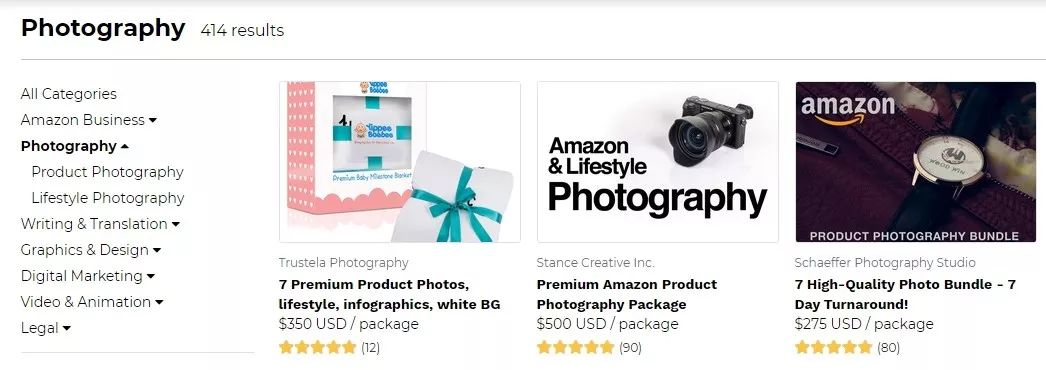 Photography 414 results
All Categories
Amazon Business
Photography
Product Photography
Lifestyle Photography
Writing & Translation
Graphics & Design
Digital Marketing
Video & Animation
Legal
Yippee
Boobee
Premium Baby Milestone Blanket
Trustela Photography
7 Premium Product Photos,
lifestyle, infographics, white BG
$350 USD / package
(12)
Amazon
& Lifestyle
Photography
Stance Creative Inc.
Premium Amazon Product
Photography Package
$500 USD / package
(90)
amazon
WOOD WIN
PRODUCT PHOTOGRAPHY BUNDLE
Schaeffer Photography Studio
7 High-Quality Photo Bundle - 7
Day Turnaround!
$275 USD / package
(80)